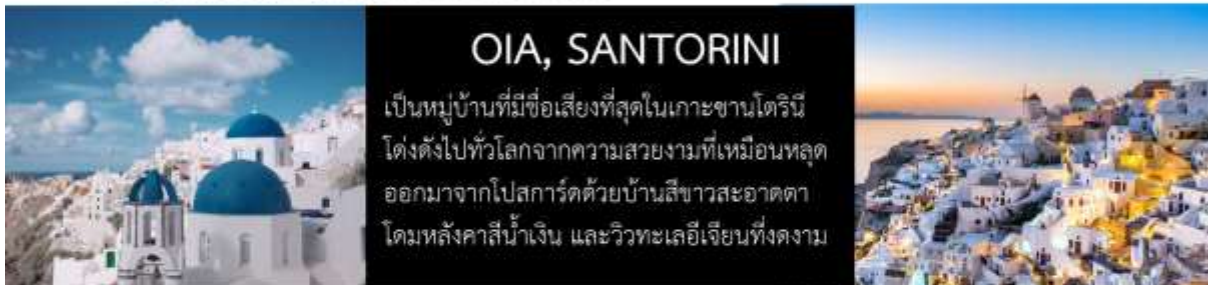 OIA, SANTORINI
เป็นหมู่บ้านที่มีชื่อเสียงที่สุดในเกาะซานโตรินี
โด่งดังไปทั่วโลกจากความสวยงามที่เหมือนหลุด
ออกมาจากโปสการ์ดด้วยบ้านสีขาวสะอาดตา
โดมหลังคาสีน้ำเงิน และวิวทะเลอีเจียนที่งดงาม